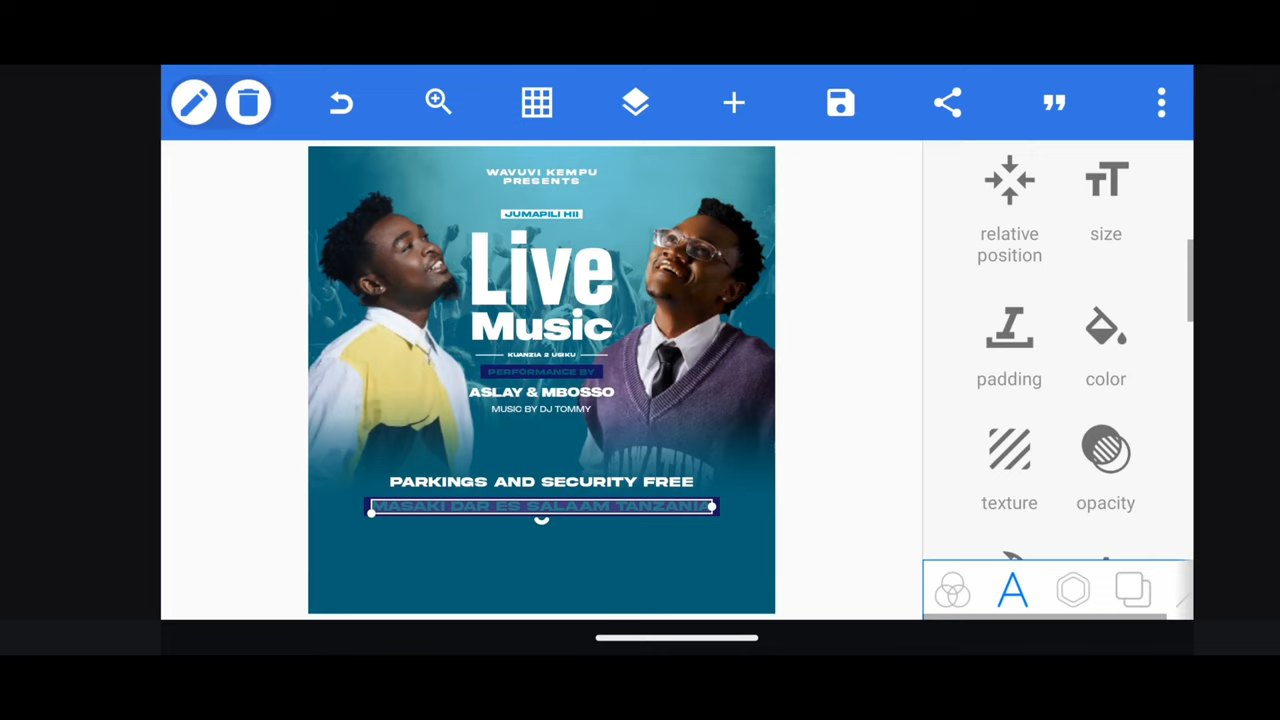 WAVUVI KEMPU
PRESENTS
JUMAPILI HII
Live
Music
KUANZIA 2 USIKU
PERFORMANCE BY
ASLAY & MBOSSO
MUSIC BY DJ TOMMY
PARKINGS AND SECURITY FREE
MASAKI DAR ES SALAAM TANZANIA
relative
position
size
padding
color
texture
opacity